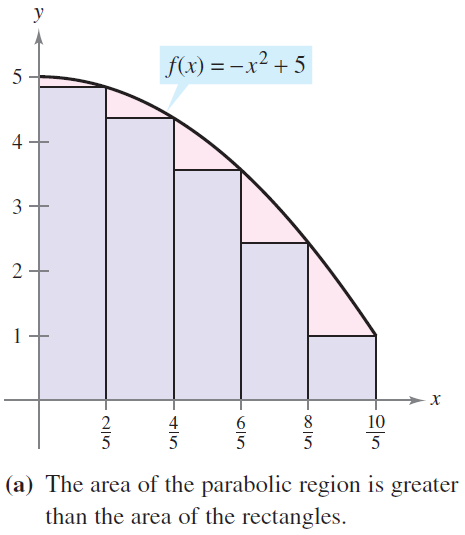 y
f(x) = −x² + 5
5
4
3
2
1
x
2/5 4/5 6/5 8/5 10/5
(a) The area of the parabolic region is greater
than the area of the rectangles.